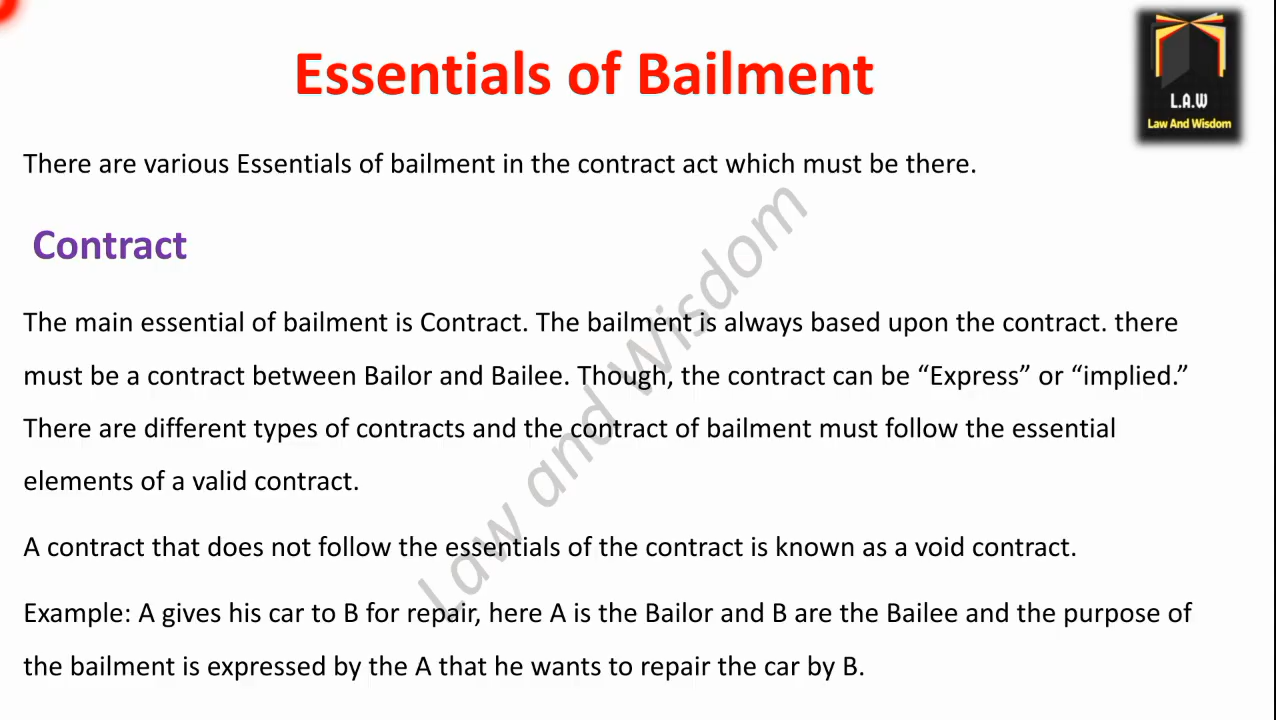 Essentials of Bailment
L.A.W
Law And Wisdom
There are various Essentials of bailment in the contract act which must be there.
Contract
The main essential of bailment is Contract. The bailment is always based upon the contract. there
must be a contract between Bailor and Bailee. Though, the contract can be “Express” or “implied.”
There are different types of contracts and the contract of bailment must follow the essential
elements of a valid contract.
A contract that does not follow the essentials of the contract is known as a void contract.
Example: A gives his car to B for repair, here A is the Bailor and B are the Bailee and the purpose of
the bailment is expressed by the A that he wants to repair the car by B.
Law and Wisdom